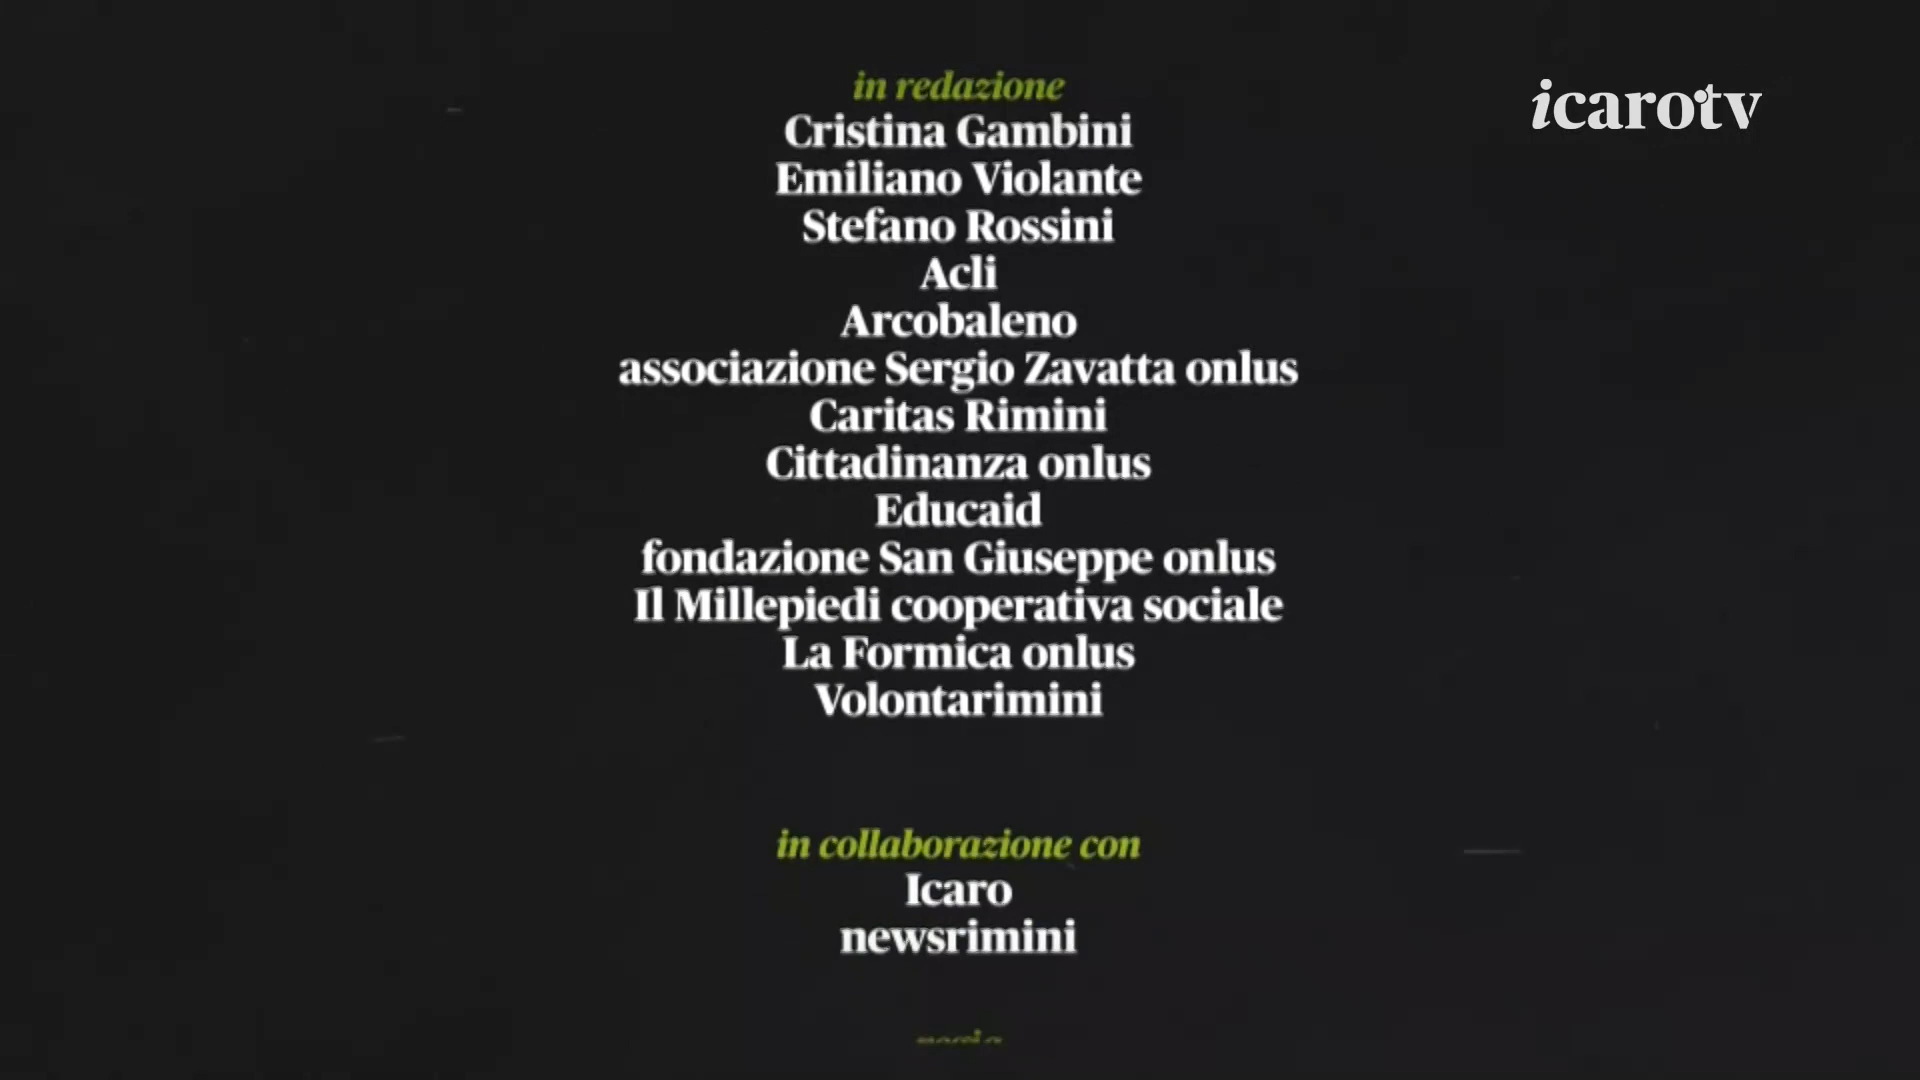 in redazione
icarotv
Cristina Gambini
Emiliano Violante
Stefano Rossini
Acli
Arcobaleno
associazione Sergio Zavatta onlus
Caritas Rimini
Cittadinanza onlus
Educaid
fondazione San Giuseppe onlus
Il Millepiedi cooperativa sociale
La Formica onlus
Volontarimini
in collaborazione con
Icaro
newsrimini